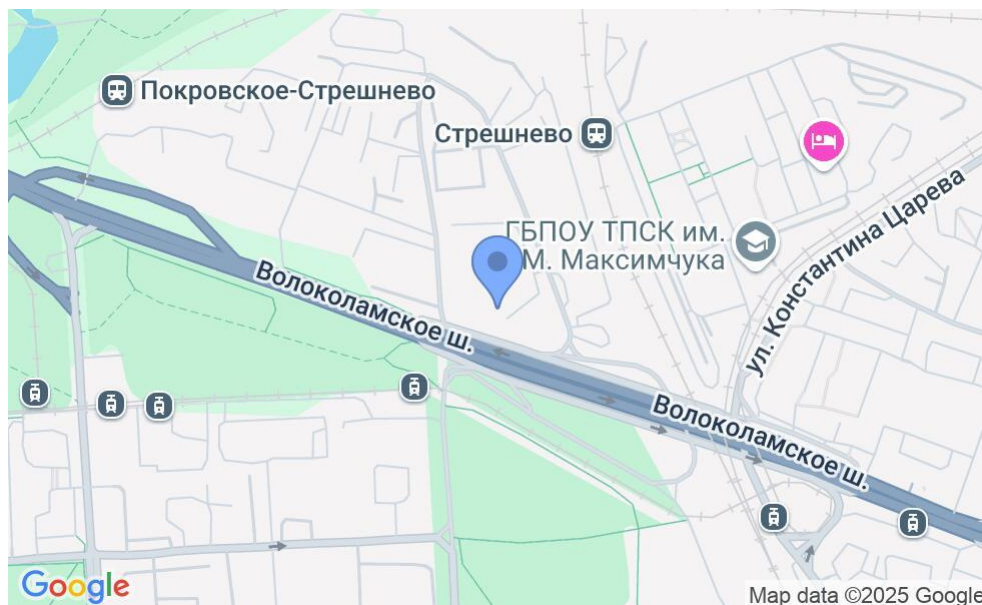 Покровское-Стрешнево
Стрешнево
ГБПОУ ТПСК им.
М. Максимчука
ул. Константина Царева
Волоколамское ш.
Волоколамское ш.
Google
Map data ©2025 Google